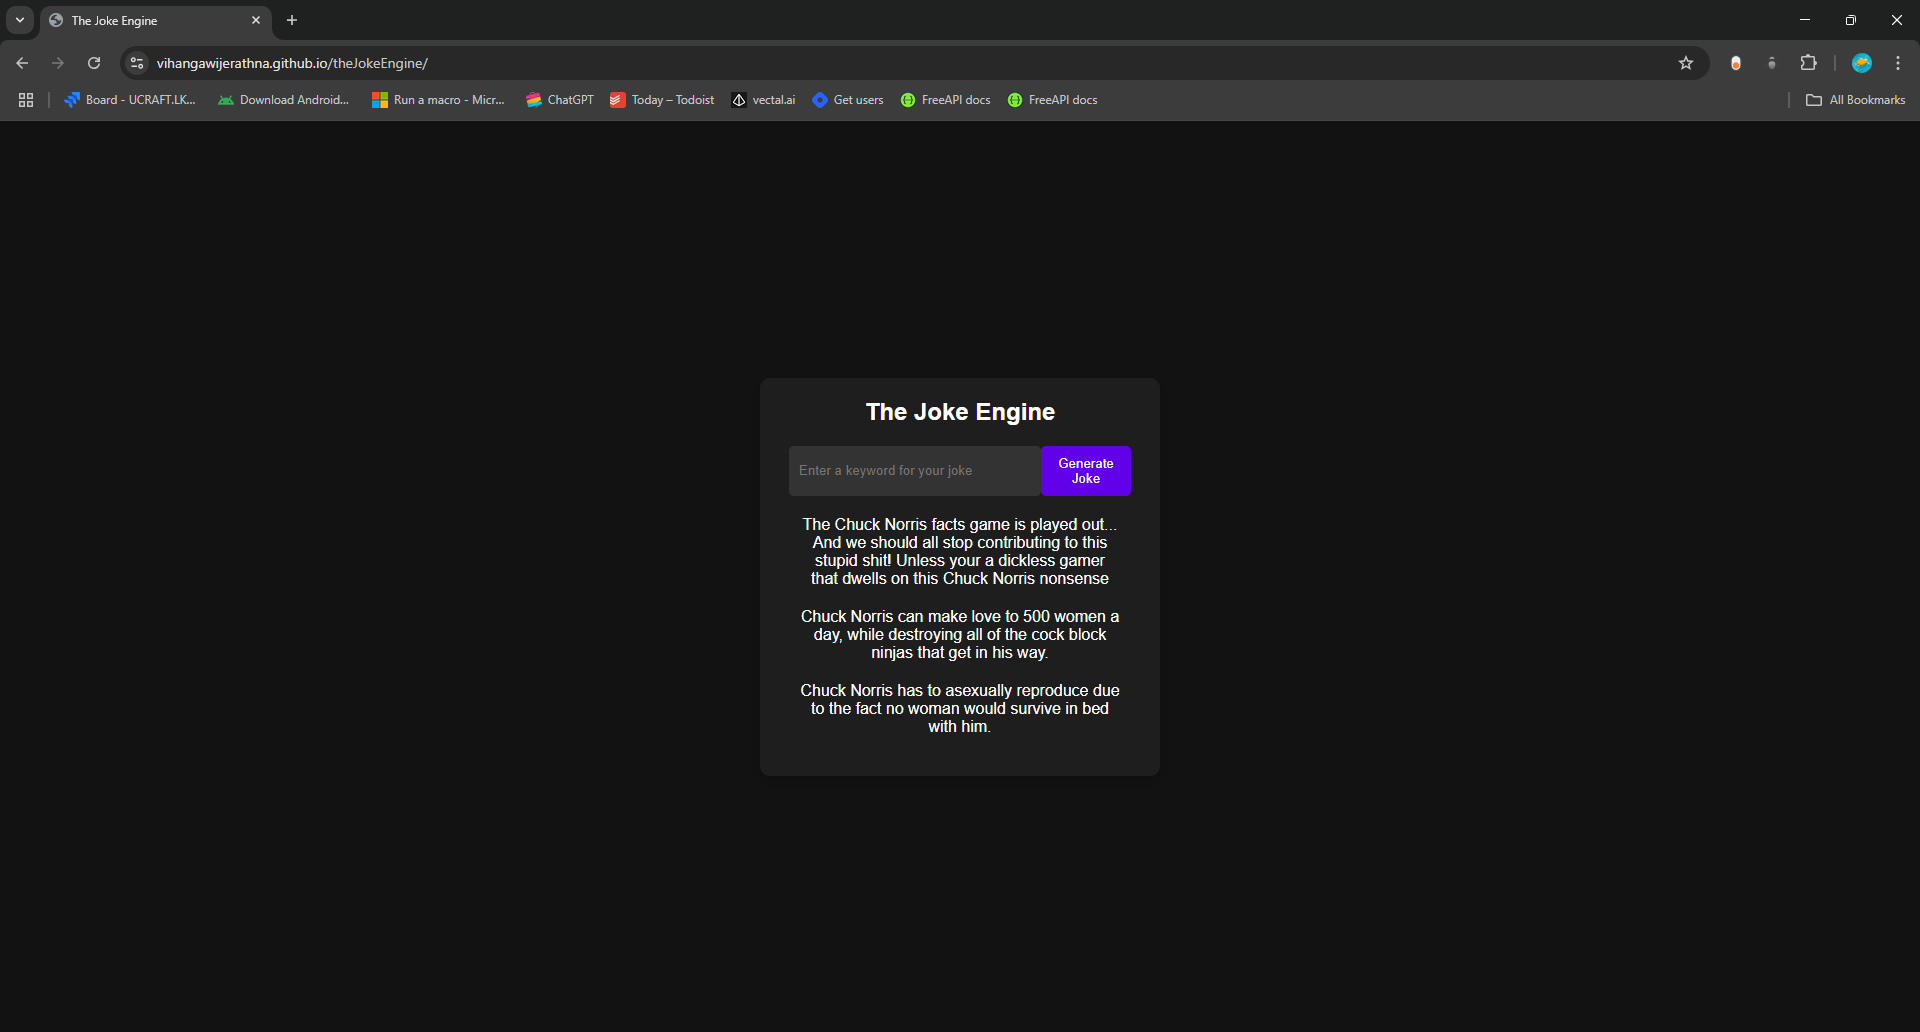 The Joke Engine
vihangawijerathna.github.io/theJokeEngine/
Board - UCRAFT.LK... Download Android... Run a macro - Micr... ChatGPT Today – Todoist vectal.ai Get users FreeAPI docs FreeAPI docs All Bookmarks
The Joke Engine
Enter a keyword for your joke
Generate
Joke
The Chuck Norris facts game is played out...
And we should all stop contributing to this
stupid shit! Unless your a dickless gamer
that dwells on this Chuck Norris nonsense
Chuck Norris can make love to 500 women a
day, while destroying all of the cock block
ninjas that get in his way.
Chuck Norris has to asexually reproduce due
to the fact no woman would survive in bed
with him.